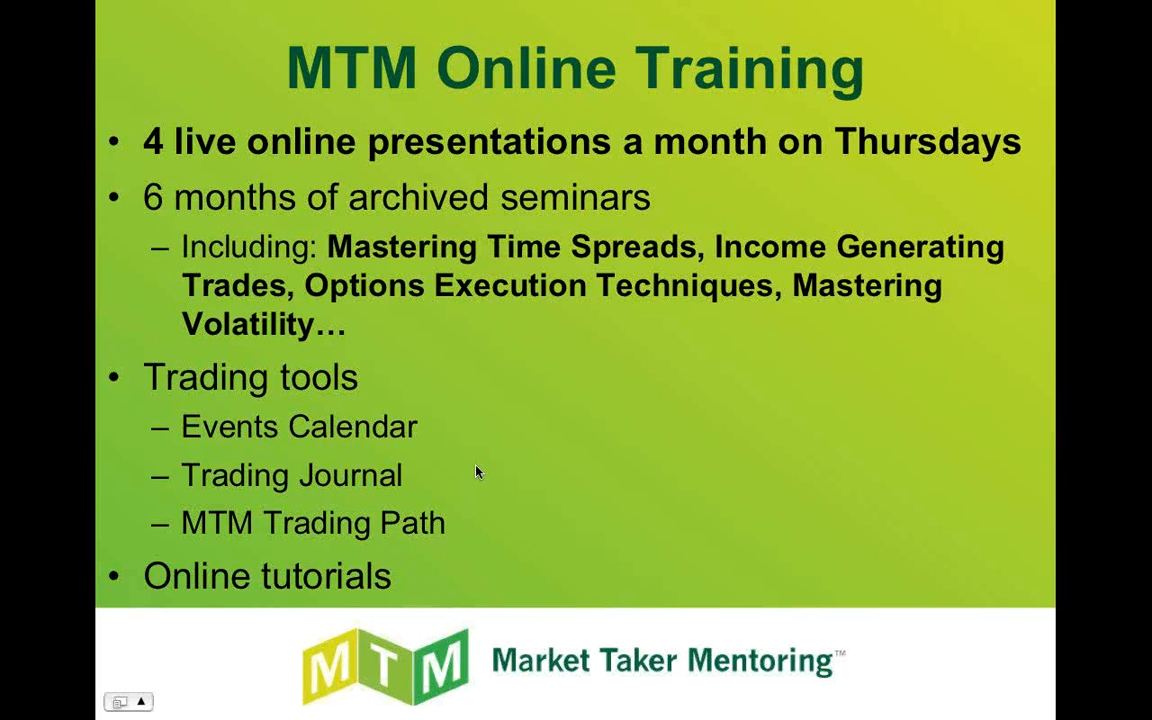 MTM Online Training
• 4 live online presentations a month on Thursdays
• 6 months of archived seminars
– Including: Mastering Time Spreads, Income Generating
Trades, Options Execution Techniques, Mastering
Volatility…
• Trading tools
– Events Calendar
– Trading Journal
– MTM Trading Path
• Online tutorials
MTM Market Taker Mentoring™